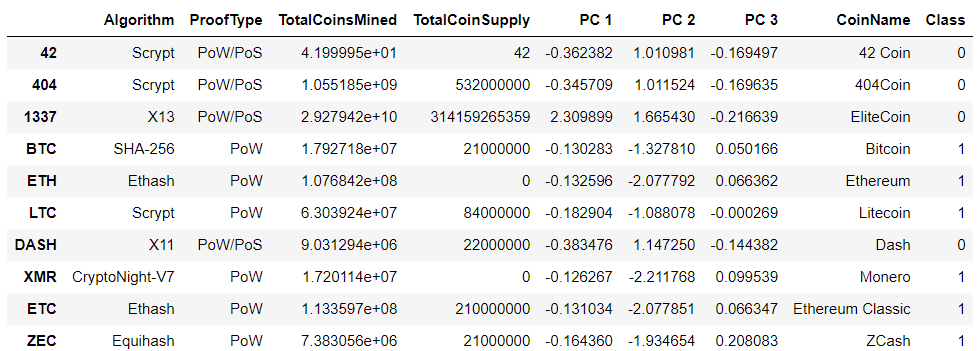 Algorithm ProofType TotalCoinsMined TotalCoinSupply PC 1 PC 2 PC 3 CoinName Class
42 Scrypt PoW/PoS 4.199995e+01 42 -0.362382 1.010981 -0.169497 42 Coin 0
404 Scrypt PoW/PoS 1.055185e+09 532000000 -0.345709 1.011524 -0.169635 404Coin 0
1337 X13 PoW/PoS 2.927942e+10 314159265359 2.309899 1.665430 -0.216639 EliteCoin 0
BTC SHA-256 PoW 1.792718e+07 21000000 -0.130283 -1.327810 0.050166 Bitcoin 1
ETH Ethash PoW 1.076842e+08 0 -0.132596 -2.077792 0.066362 Ethereum 1
LTC Scrypt PoW 6.303924e+07 84000000 -0.182904 -1.088078 -0.000269 Litecoin 1
DASH X11 PoW/PoS 9.031294e+06 22000000 -0.383476 1.147250 -0.144382 Dash 0
XMR CryptoNight-V7 PoW 1.720114e+07 0 -0.126267 -2.211768 0.099539 Monero 1
ETC Ethash PoW 1.133597e+08 210000000 -0.131034 -2.077851 0.066347 Ethereum Classic 1
ZEC Equihash PoW 7.383056e+06 21000000 -0.164360 -1.934654 0.208083 ZCash 1